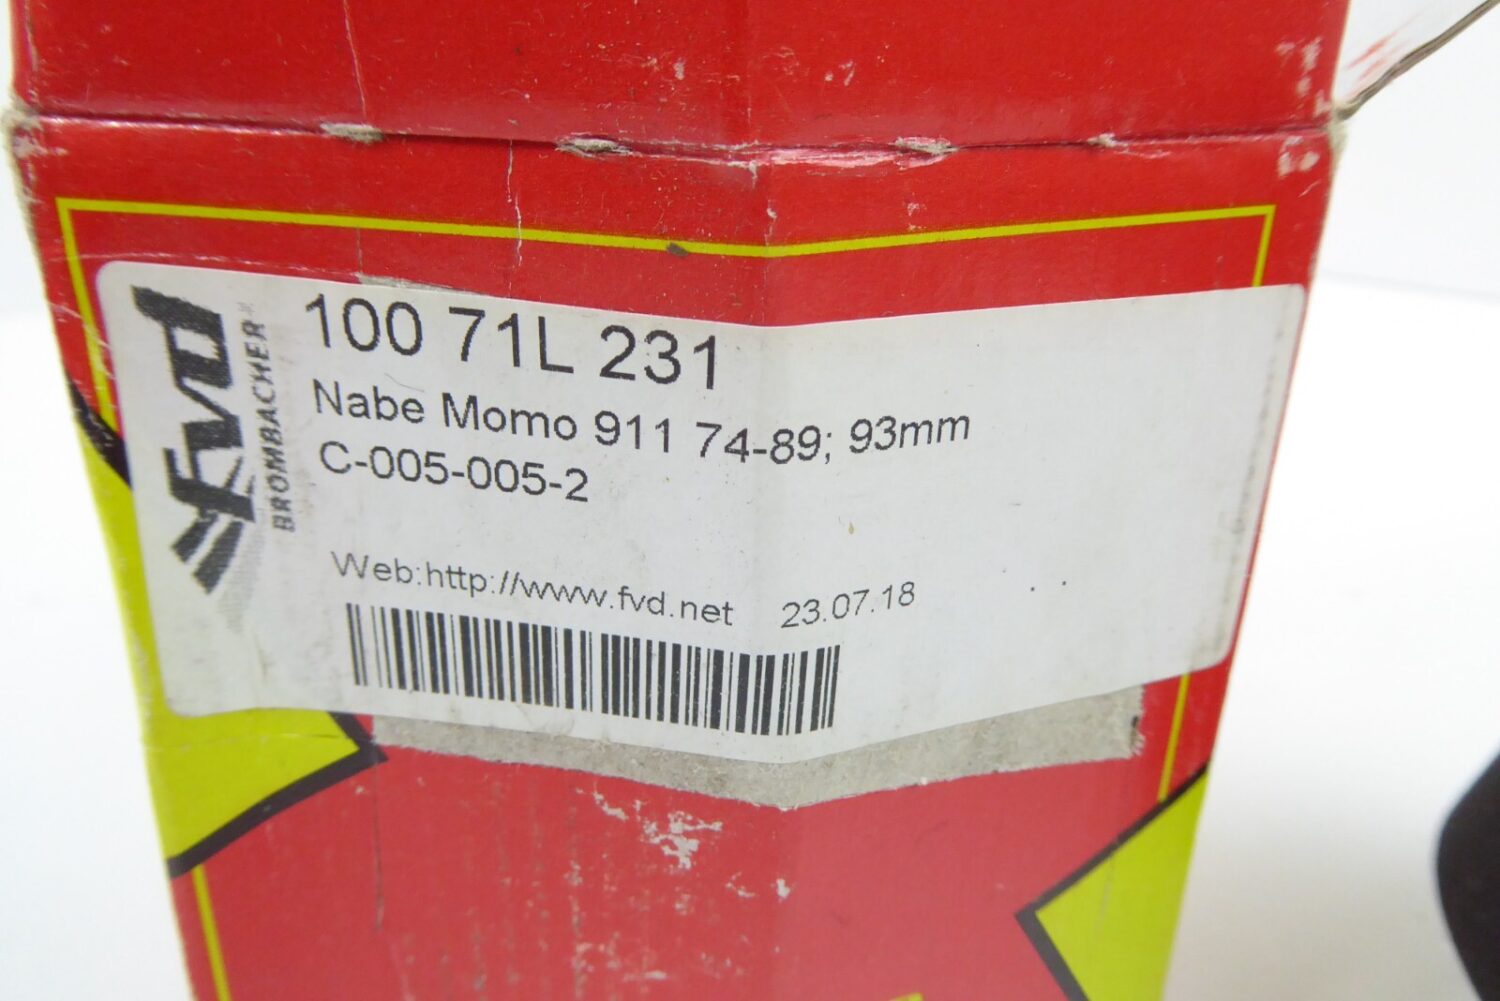 fvd
BROMBACHER
100 71L 231
Nabe Momo 911 74-89; 93mm
C-005-005-2
Web:http://www.fvd.net 23.07.18